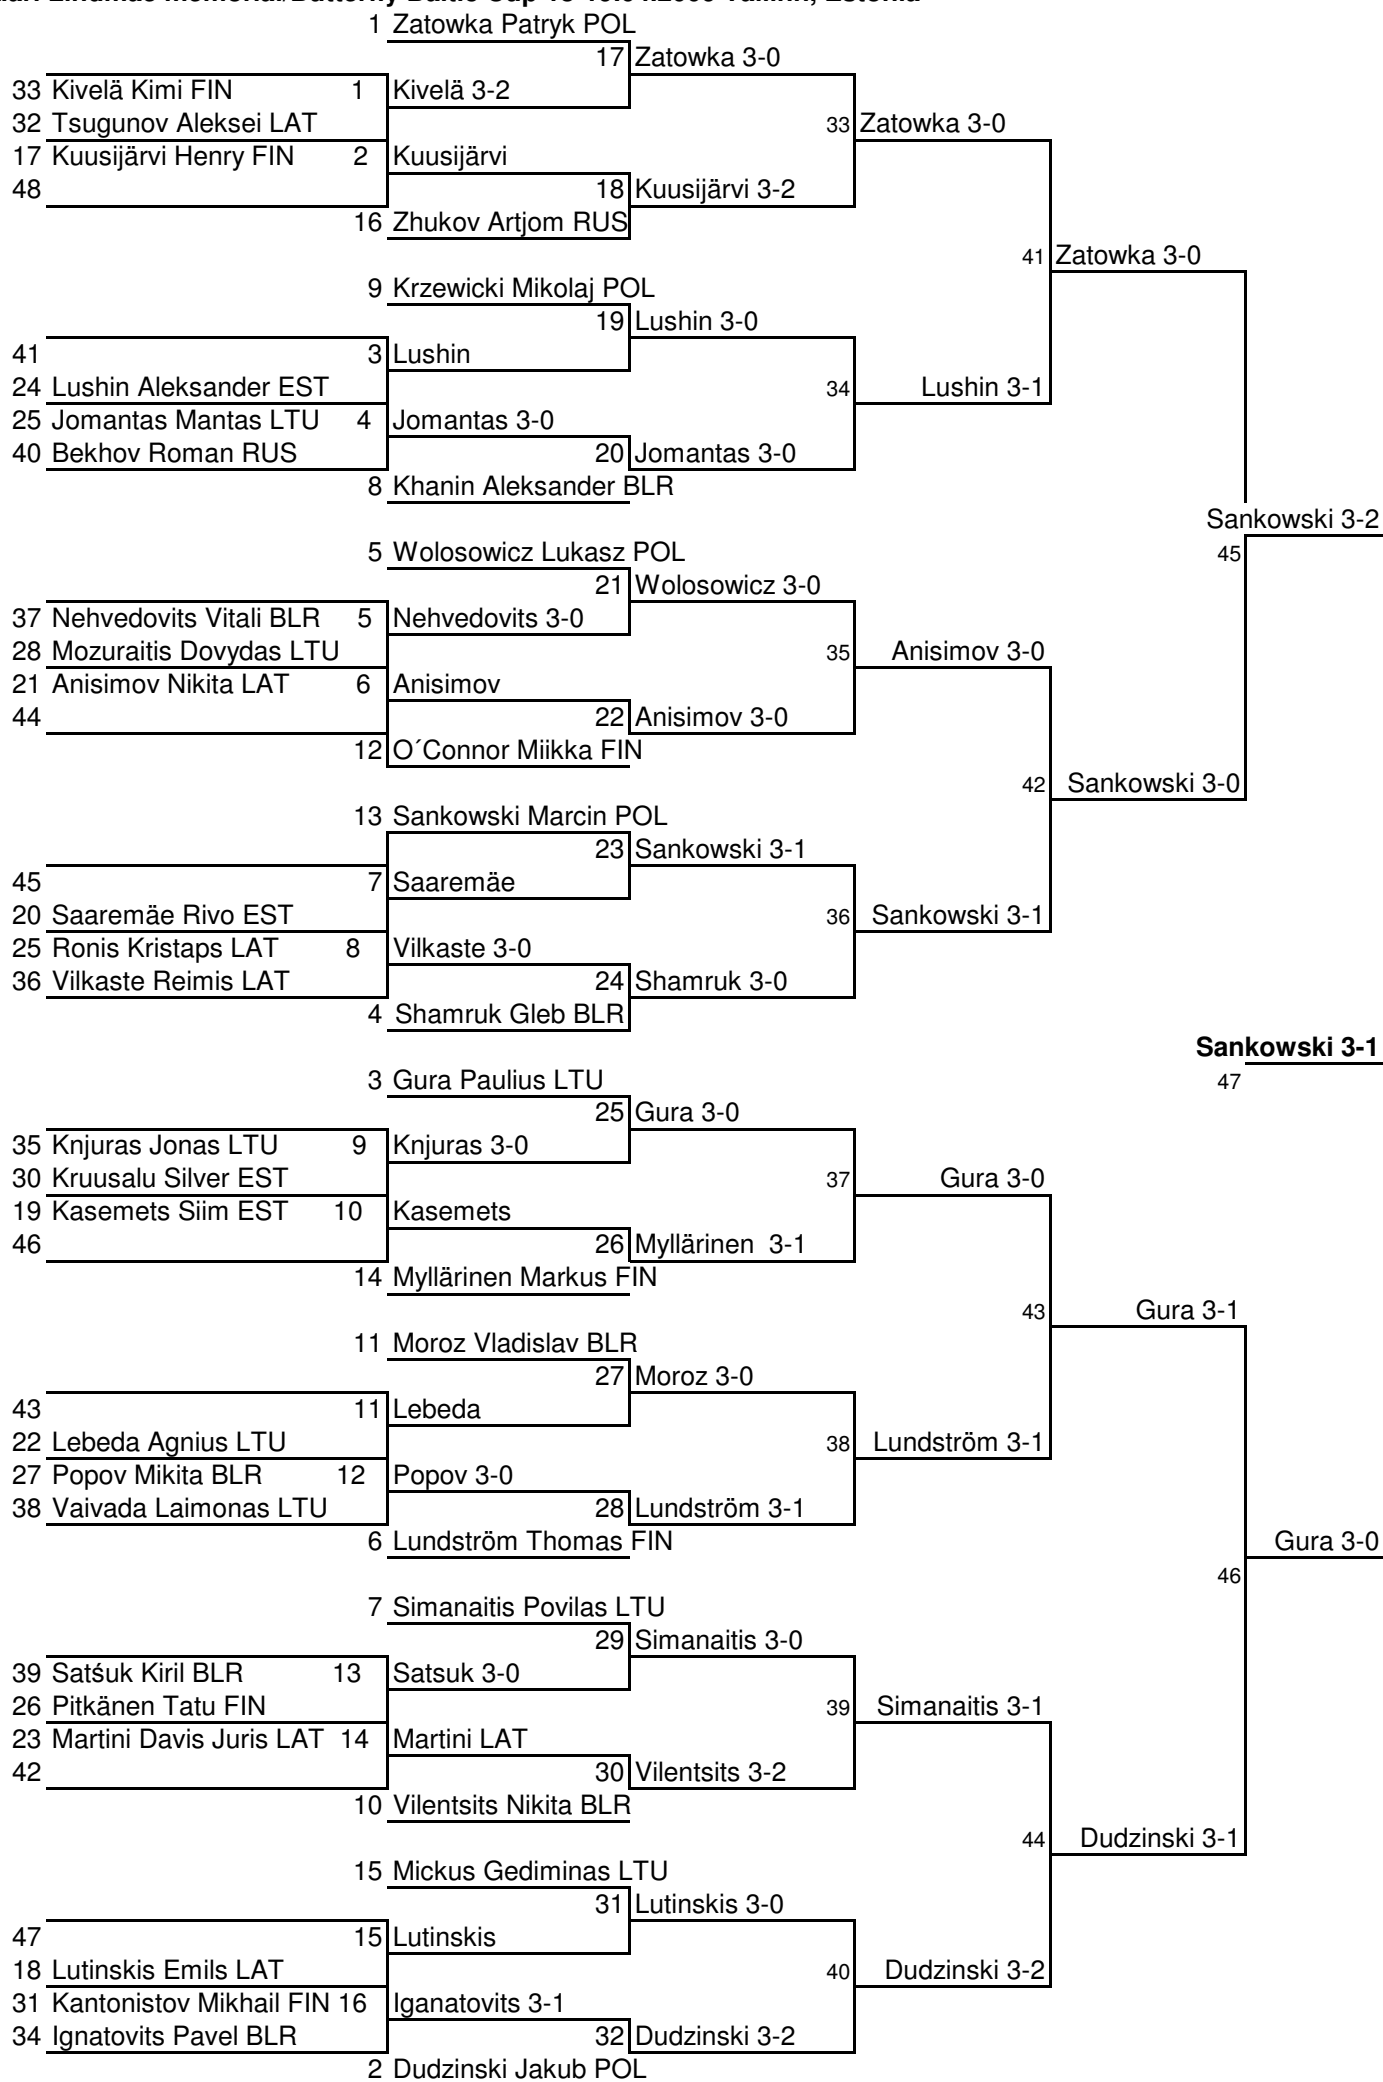 Lindmäe Memorial/Butterfly Baltic Cup
Tallinn, Estonia
1 Zatowka Patryk POL
17 Zatowka 3-0
33 Kivelä Kimi FIN 1 Kivelä 3-2
32 Tsugunov Aleksei LAT 33 Zatowka 3-0
17 Kuusijärvi Henry FIN 2 Kuusijärvi
48 18 Kuusijärvi 3-2
16 Zhukov Artjom RUS
41 Zatowka 3-0
9 Krzewicki Mikolaj POL
19 Lushin 3-0
41 3 Lushin
24 Lushin Aleksander EST 34 Lushin 3-1
25 Jomantas Mantas LTU 4 Jomantas 3-0
40 Bekhov Roman RUS 20 Jomantas 3-0
8 Khanin Aleksander BLR
Sankowski 3-2
5 Wolosowicz Lukasz POL 45
21 Wolosowicz 3-0
37 Nehvedovits Vitali BLR 5 Nehvedovits 3-0
28 Mozuraitis Dovydas LTU 35 Anisimov 3-0
21 Anisimov Nikita LAT 6 Anisimov
44 22 Anisimov 3-0
12 O´Connor Miikka FIN
42 Sankowski 3-0
13 Sankowski Marcin POL
23 Sankowski 3-1
45 7 Saaremäe
20 Saaremäe Rivo EST 36 Sankowski 3-1
25 Ronis Kristaps LAT 8 Vilkaste 3-0
36 Vilkaste Reimis LAT 24 Shamruk 3-0
4 Shamruk Gleb BLR
Sankowski 3-1
3 Gura Paulius LTU 47
25 Gura 3-0
35 Knjuras Jonas LTU 9 Knjuras 3-0
30 Kruusalu Silver EST 37 Gura 3-0
19 Kasemets Siim EST 10 Kasemets
46 26 Myllärinen 3-1
14 Myllärinen Markus FIN
43 Gura 3-1
11 Moroz Vladislav BLR
27 Moroz 3-0
43 11 Lebeda
22 Lebeda Agnius LTU 38 Lundström 3-1
27 Popov Mikita BLR 12 Popov 3-0
38 Vaivada Laimonas LTU 28 Lundström 3-1
6 Lundström Thomas FIN Gura 3-0
46
7 Simanaitis Povilas LTU
29 Simanaitis 3-0
39 Satśuk Kiril BLR 13 Satsuk 3-0
26 Pitkänen Tatu FIN 39 Simanaitis 3-1
23 Martini Davis Juris LAT 14 Martini LAT
42 30 Vilentsits 3-2
10 Vilentsits Nikita BLR
44 Dudzinski 3-1
15 Mickus Gediminas LTU
31 Lutinskis 3-0
47 15 Lutinskis
18 Lutinskis Emils LAT 40 Dudzinski 3-2
31 Kantonistov Mikhail FIN 16 Iganatovits 3-1
34 Ignatovits Pavel BLR 32 Dudzinski 3-2
2 Dudzinski Jakub POL